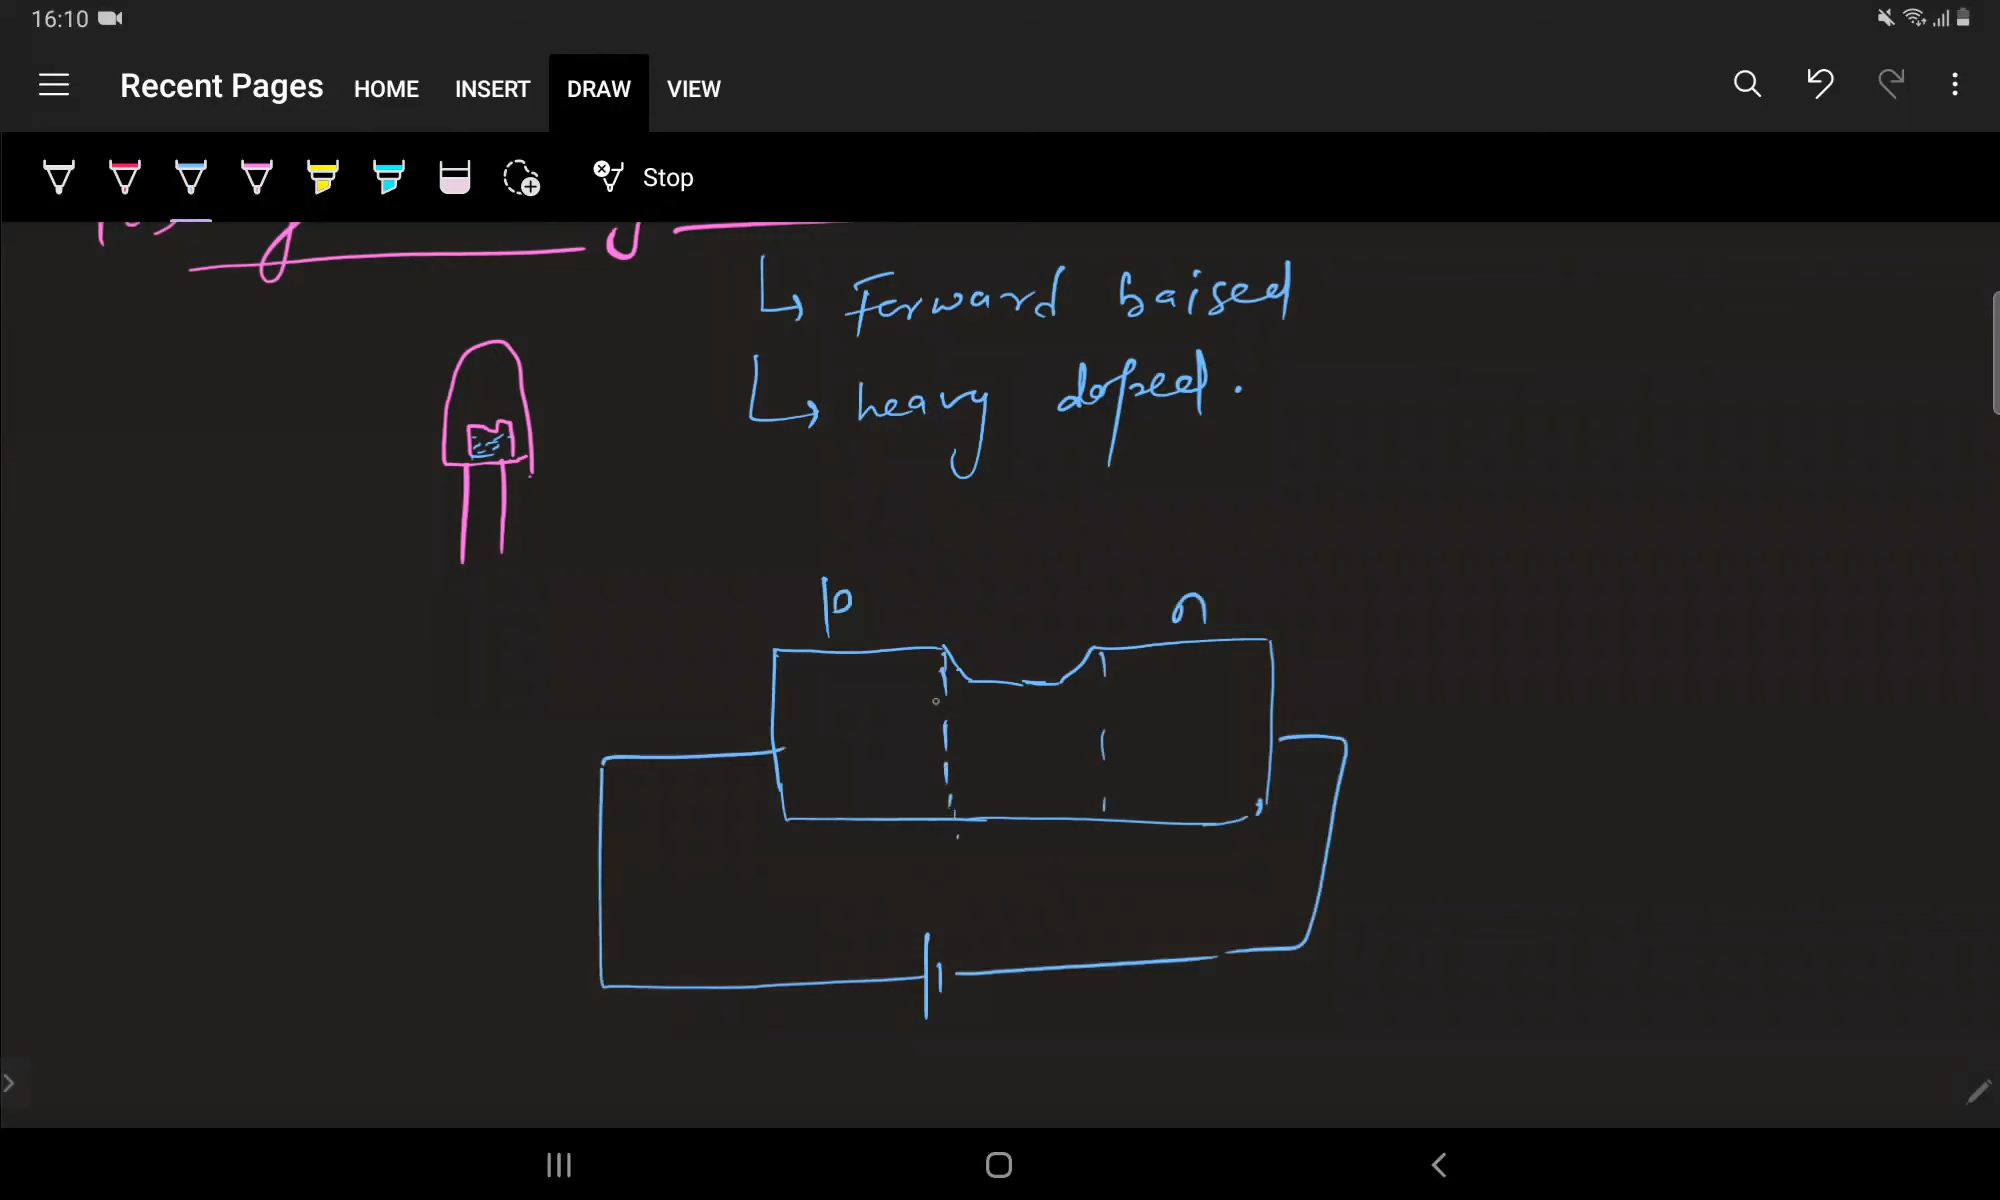 16:10
Recent Pages HOME INSERT DRAW VIEW
Stop
Forward baised
heavy doped.
p n